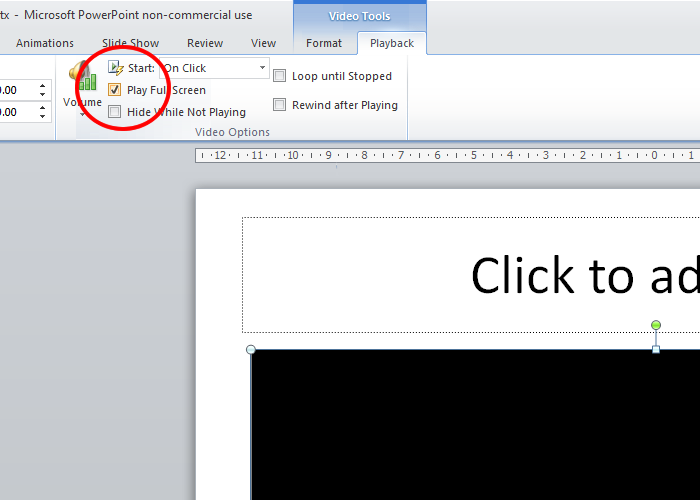 tx - Microsoft PowerPoint non-commercial use
Video Tools
Animations Slide Show Review View Format Playback
.00 Start: On Click Loop until Stopped
.00 Volume Play Full Screen Rewind after Playing
Hide While Not Playing
Video Options
12 11 10 9 8 7 6 5 4 3 2 1 0 1
Click to ad